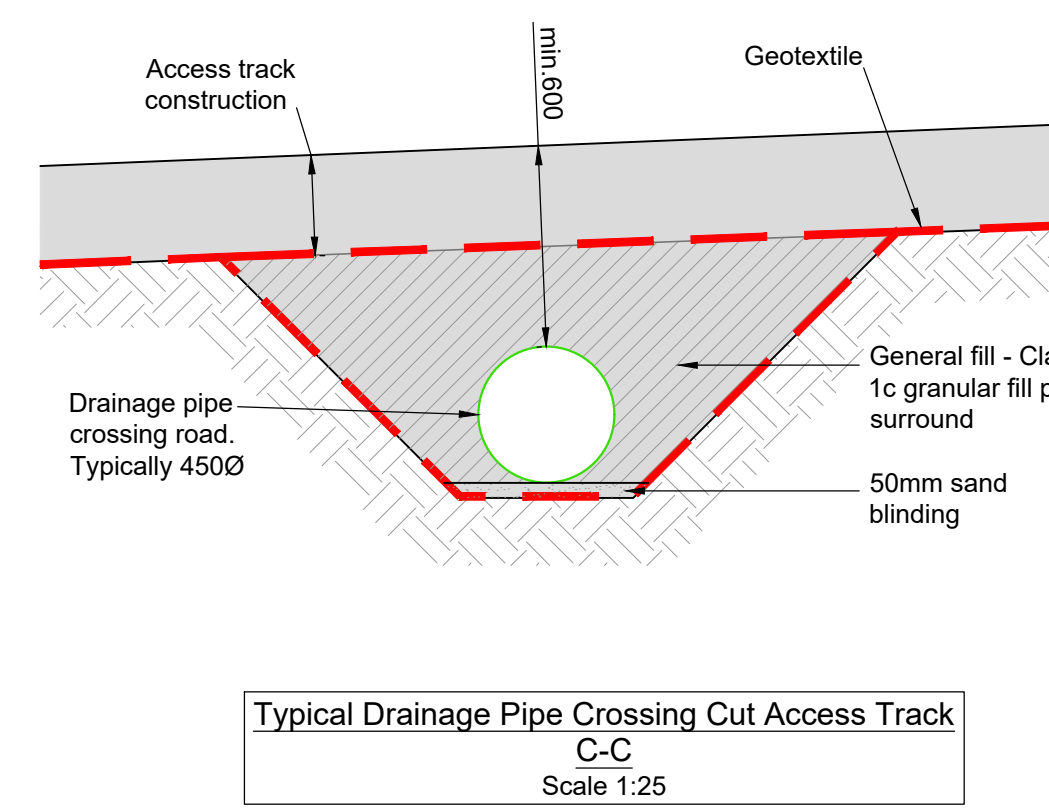 Access track
construction
min.600
Geotextile
Drainage pipe
crossing road.
Typically 450Ø
General fill -
1c granular fill
surround
50mm sand
blinding
Typical Drainage Pipe Crossing Cut Access Track
C-C
Scale 1:25